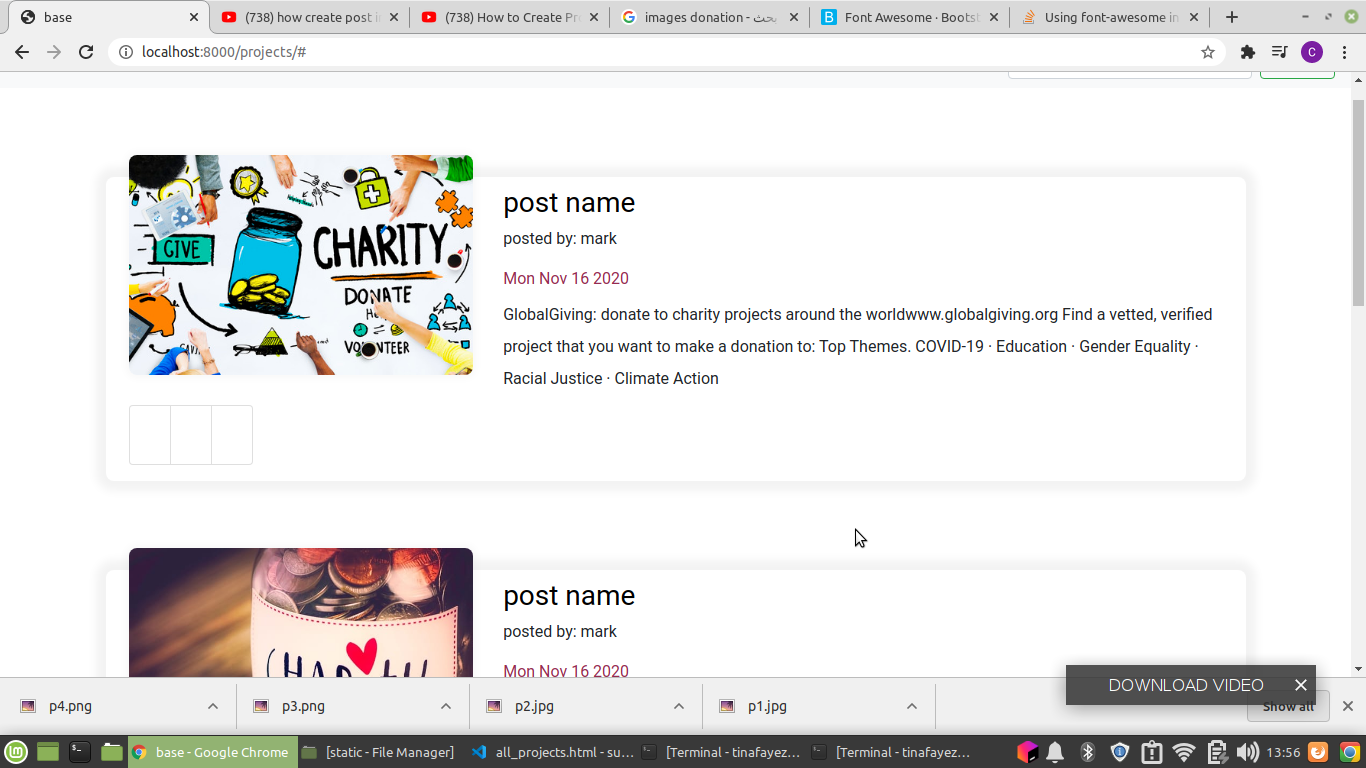 base
(738) how create post i
(738) How to Create Pr
images donation - بحث
Font Awesome · Boots
Using font-awesome in
localhost:8000/projects/#
C
GIVE
CHARITY
DONATE
VOLUNTEER
post name
posted by: mark
Mon Nov 16 2020
GlobalGiving: donate to charity projects around the worldwww.globalgiving.org Find a vetted, verified
project that you want to make a donation to: Top Themes. COVID-19 · Education · Gender Equality ·
Racial Justice · Climate Action
post name
posted by: mark
Mon Nov 16 2020
DOWNLOAD VIDEO
p4.png
p3.png
p2.jpg
p1.jpg
Show all
base - Google Chrome
[static - File Manager]
all_projects.html - su...
[Terminal - tinafayez...
[Terminal - tinafayez...
13:56